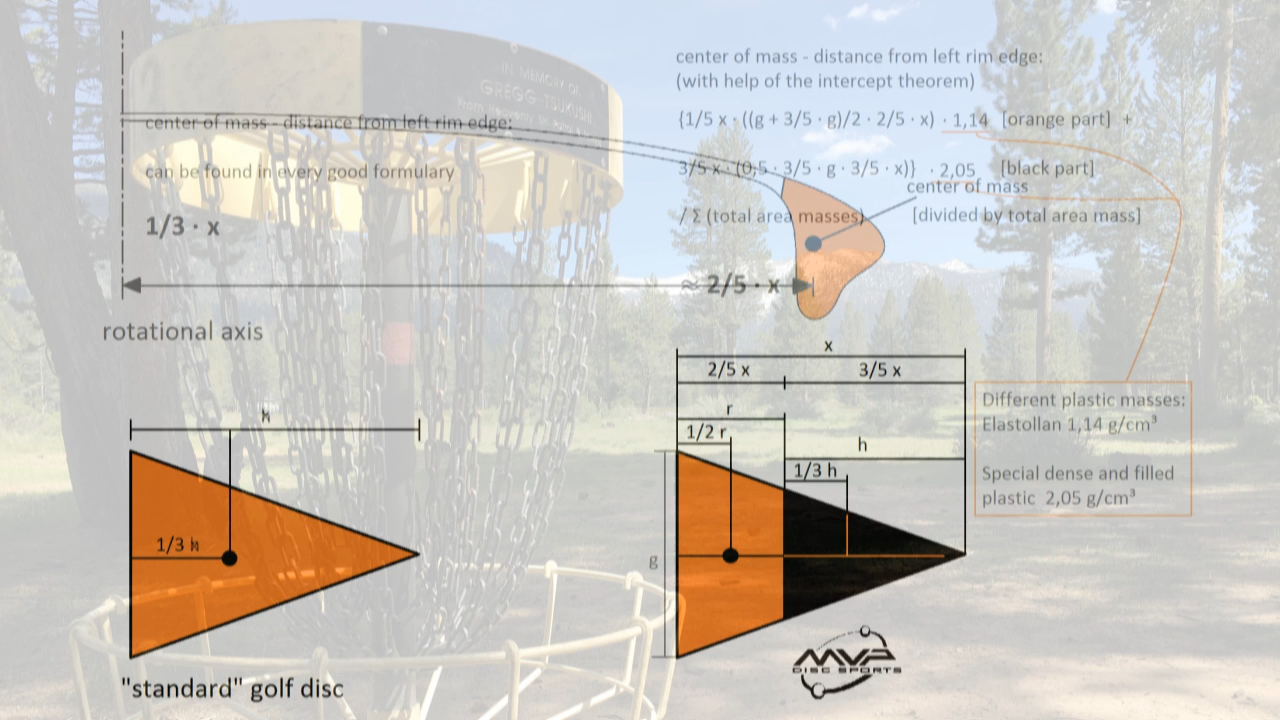 IN MEMORY OF
GREGG TSUKUSHI
center of mass - distance from left rim edge:
can be found in every good formulary
1/3 · x
rotational axis
center of mass - distance from left rim edge:
(with help of the intercept theorem)
{1/5 x · ((g + 3/5 · g)/2 · 2/5 · x) · 1,14 [orange part] +
3/5 x · (0,5 · 3/5 · g · 3/5 · x)} · 2,05 [black part]
center of mass
/ Σ (total area masses) [divided by total area mass]
≈ 2/5 · x
x
2/5 x 3/5 x
r
1/2 r
h
1/3 h
g
Different plastic masses:
Elastollan 1,14 g/cm³
Special dense and filled
plastic 2,05 g/cm³
1/3
"standard" golf disc
MVP
DISC SPORTS